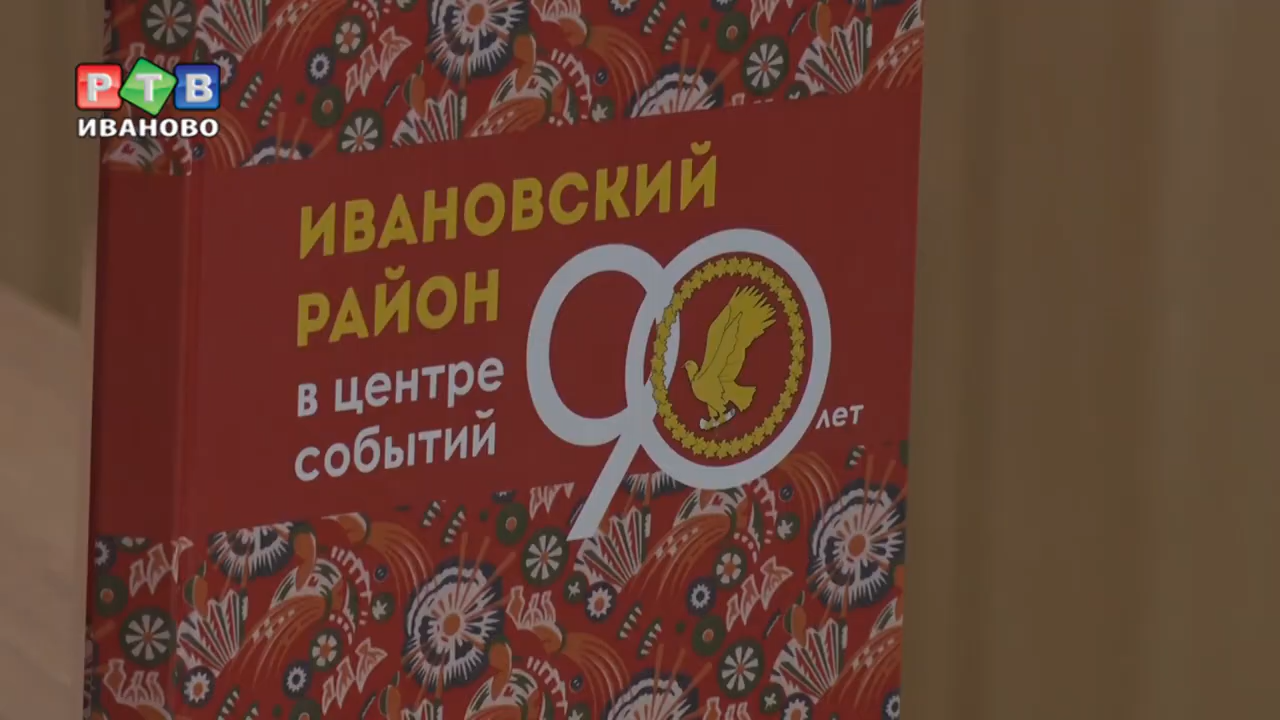 РТВ
ИВАНОВО
ИВАНОВСКИЙ
РАЙОН
в центре
событий
90
лет